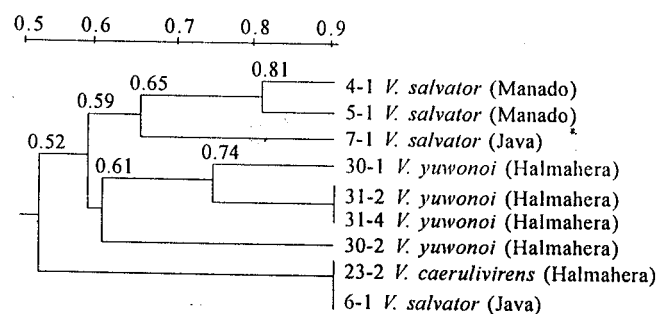 0.5 0.6 0.7 0.8 0.9
0.81
4-1 V. salvator (Manado)
0.65
5-1 V. salvator (Manado)
0.59
7-1 V. salvator (Java)
0.52
0.74
30-1 V. yuwonoi (Halmahera)
0.61
31-2 V. yuwonoi (Halmahera)
31-4 V. yuwonoi (Halmahera)
30-2 V. yuwonoi (Halmahera)
23-2 V. caerulivirens (Halmahera)
6-1 V. salvator (Java)